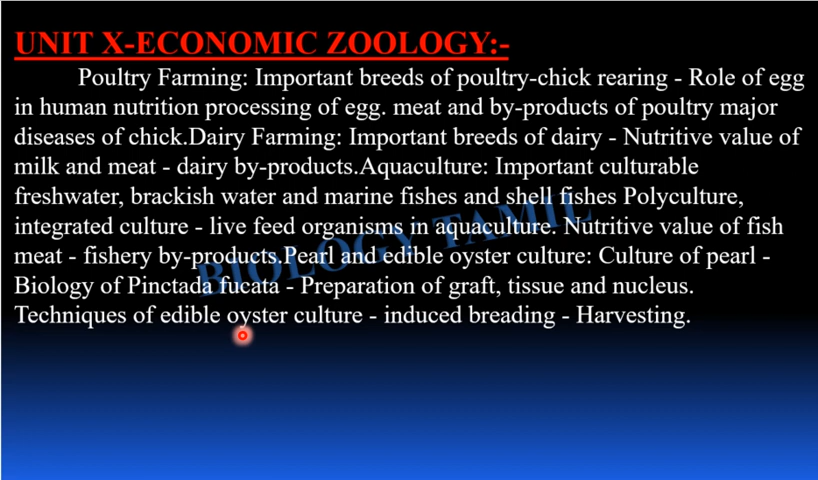 UNIT X-ECONOMIC ZOOLOGY:-
Poultry Farming: Important breeds of poultry-chick rearing - Role of egg
in human nutrition processing of egg. meat and by-products of poultry major
diseases of chick.Dairy Farming: Important breeds of dairy - Nutritive value of
milk and meat - dairy by-products.Aquaculture: Important culturable
freshwater, brackish water and marine fishes and shell fishes Polyculture,
integrated culture - live feed organisms in aquaculture. Nutritive value of fish
meat - fishery by-products.Pearl and edible oyster culture: Culture of pearl -
Biology of Pinctada fucata - Preparation of graft, tissue and nucleus.
Techniques of edible oyster culture - induced breading - Harvesting.
BIOLOGY TAMIL